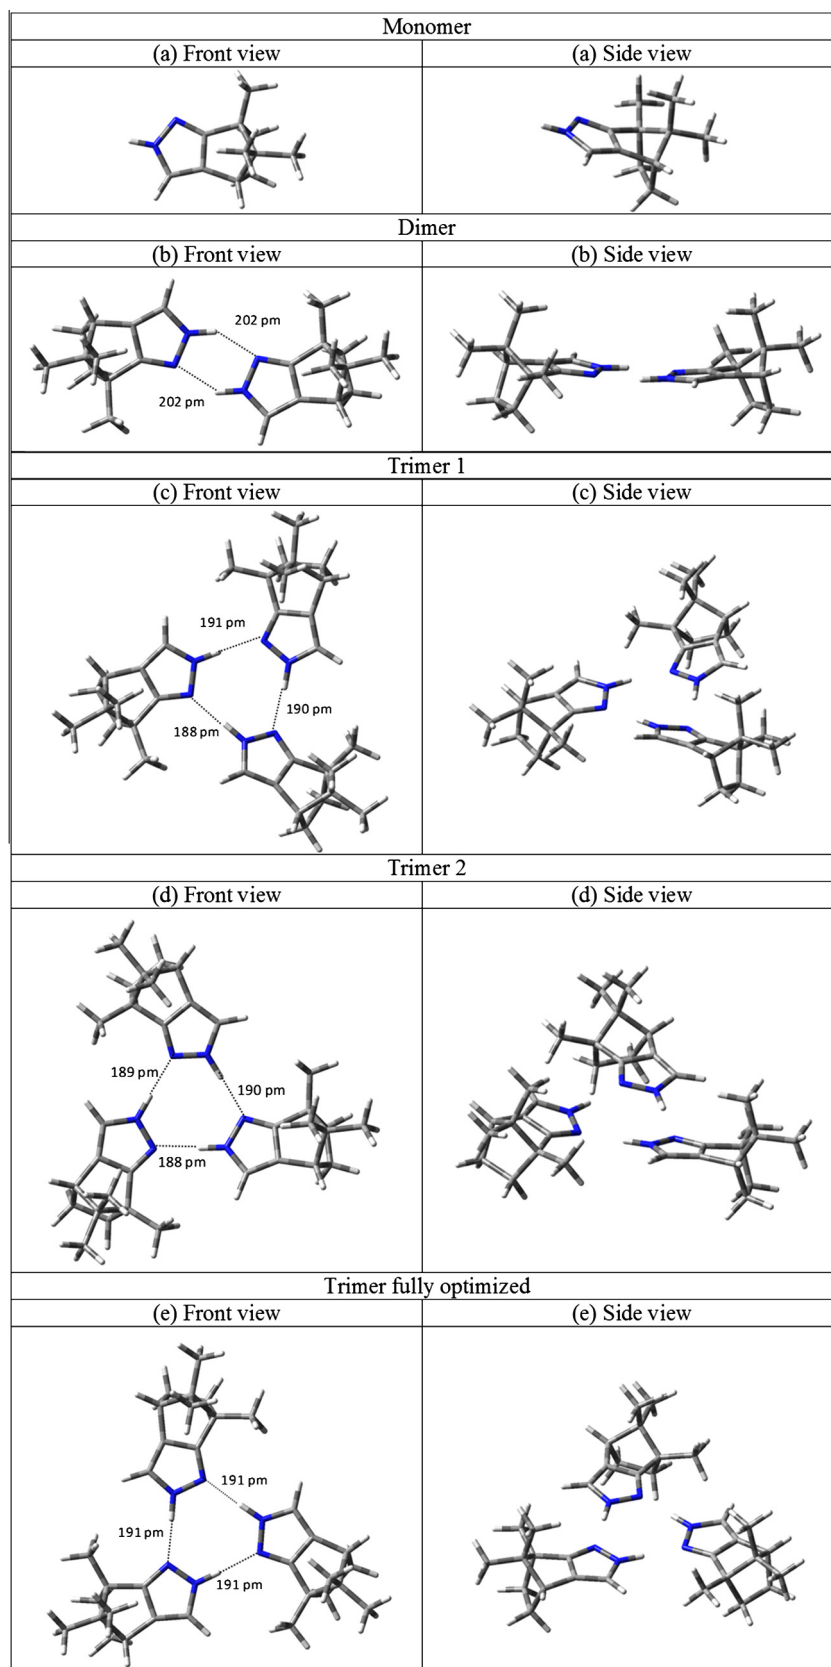 Monomer
(a) Front view
(a) Side view
Dimer
(b) Front view
(b) Side view
202 pm
202 pm
Trimer 1
(c) Front view
(c) Side view
191 pm
190 pm
188 pm
Trimer 2
(d) Front view
(d) Side view
189 pm
190 pm
188 pm
Trimer fully optimized
(e) Front view
(e) Side view
191 pm
191 pm
191 pm